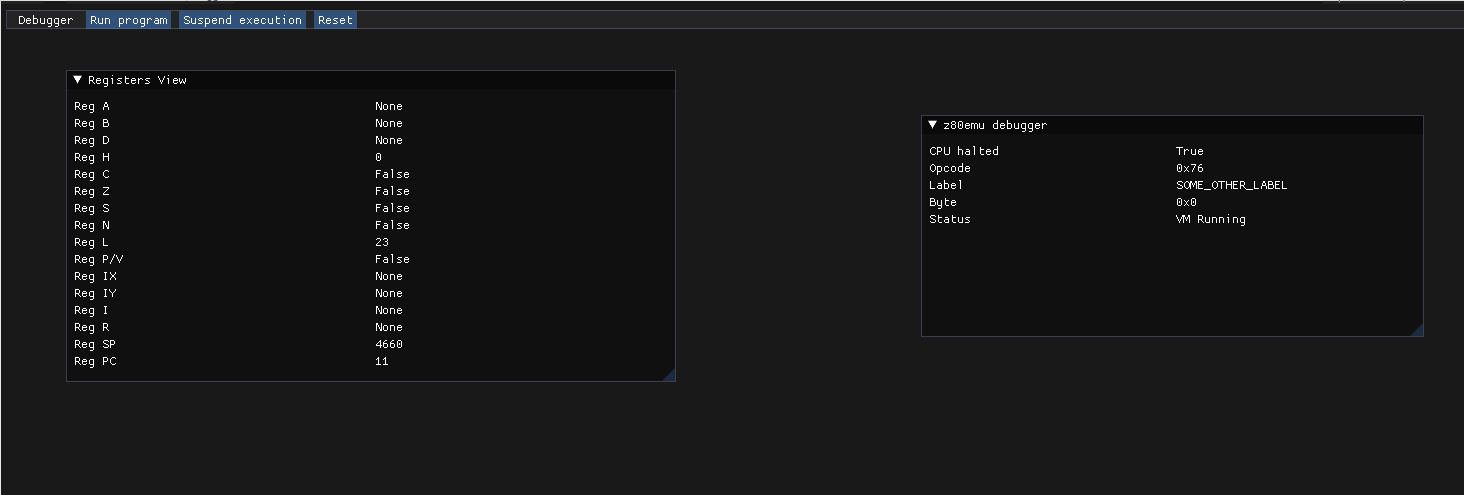 Debugger Run program Suspend execution Reset
Registers View
Reg A None
Reg B None
Reg D None
Reg H 0
Reg C False
Reg Z False
Reg S False
Reg N False
Reg L 23
Reg P/V False
Reg IX None
Reg IY None
Reg I None
Reg R None
Reg SP 4660
Reg PC 11
z80emu debugger
CPU halted True
Opcode 0x76
Label SOME_OTHER_LABEL
Byte 0x0
Status VM Running